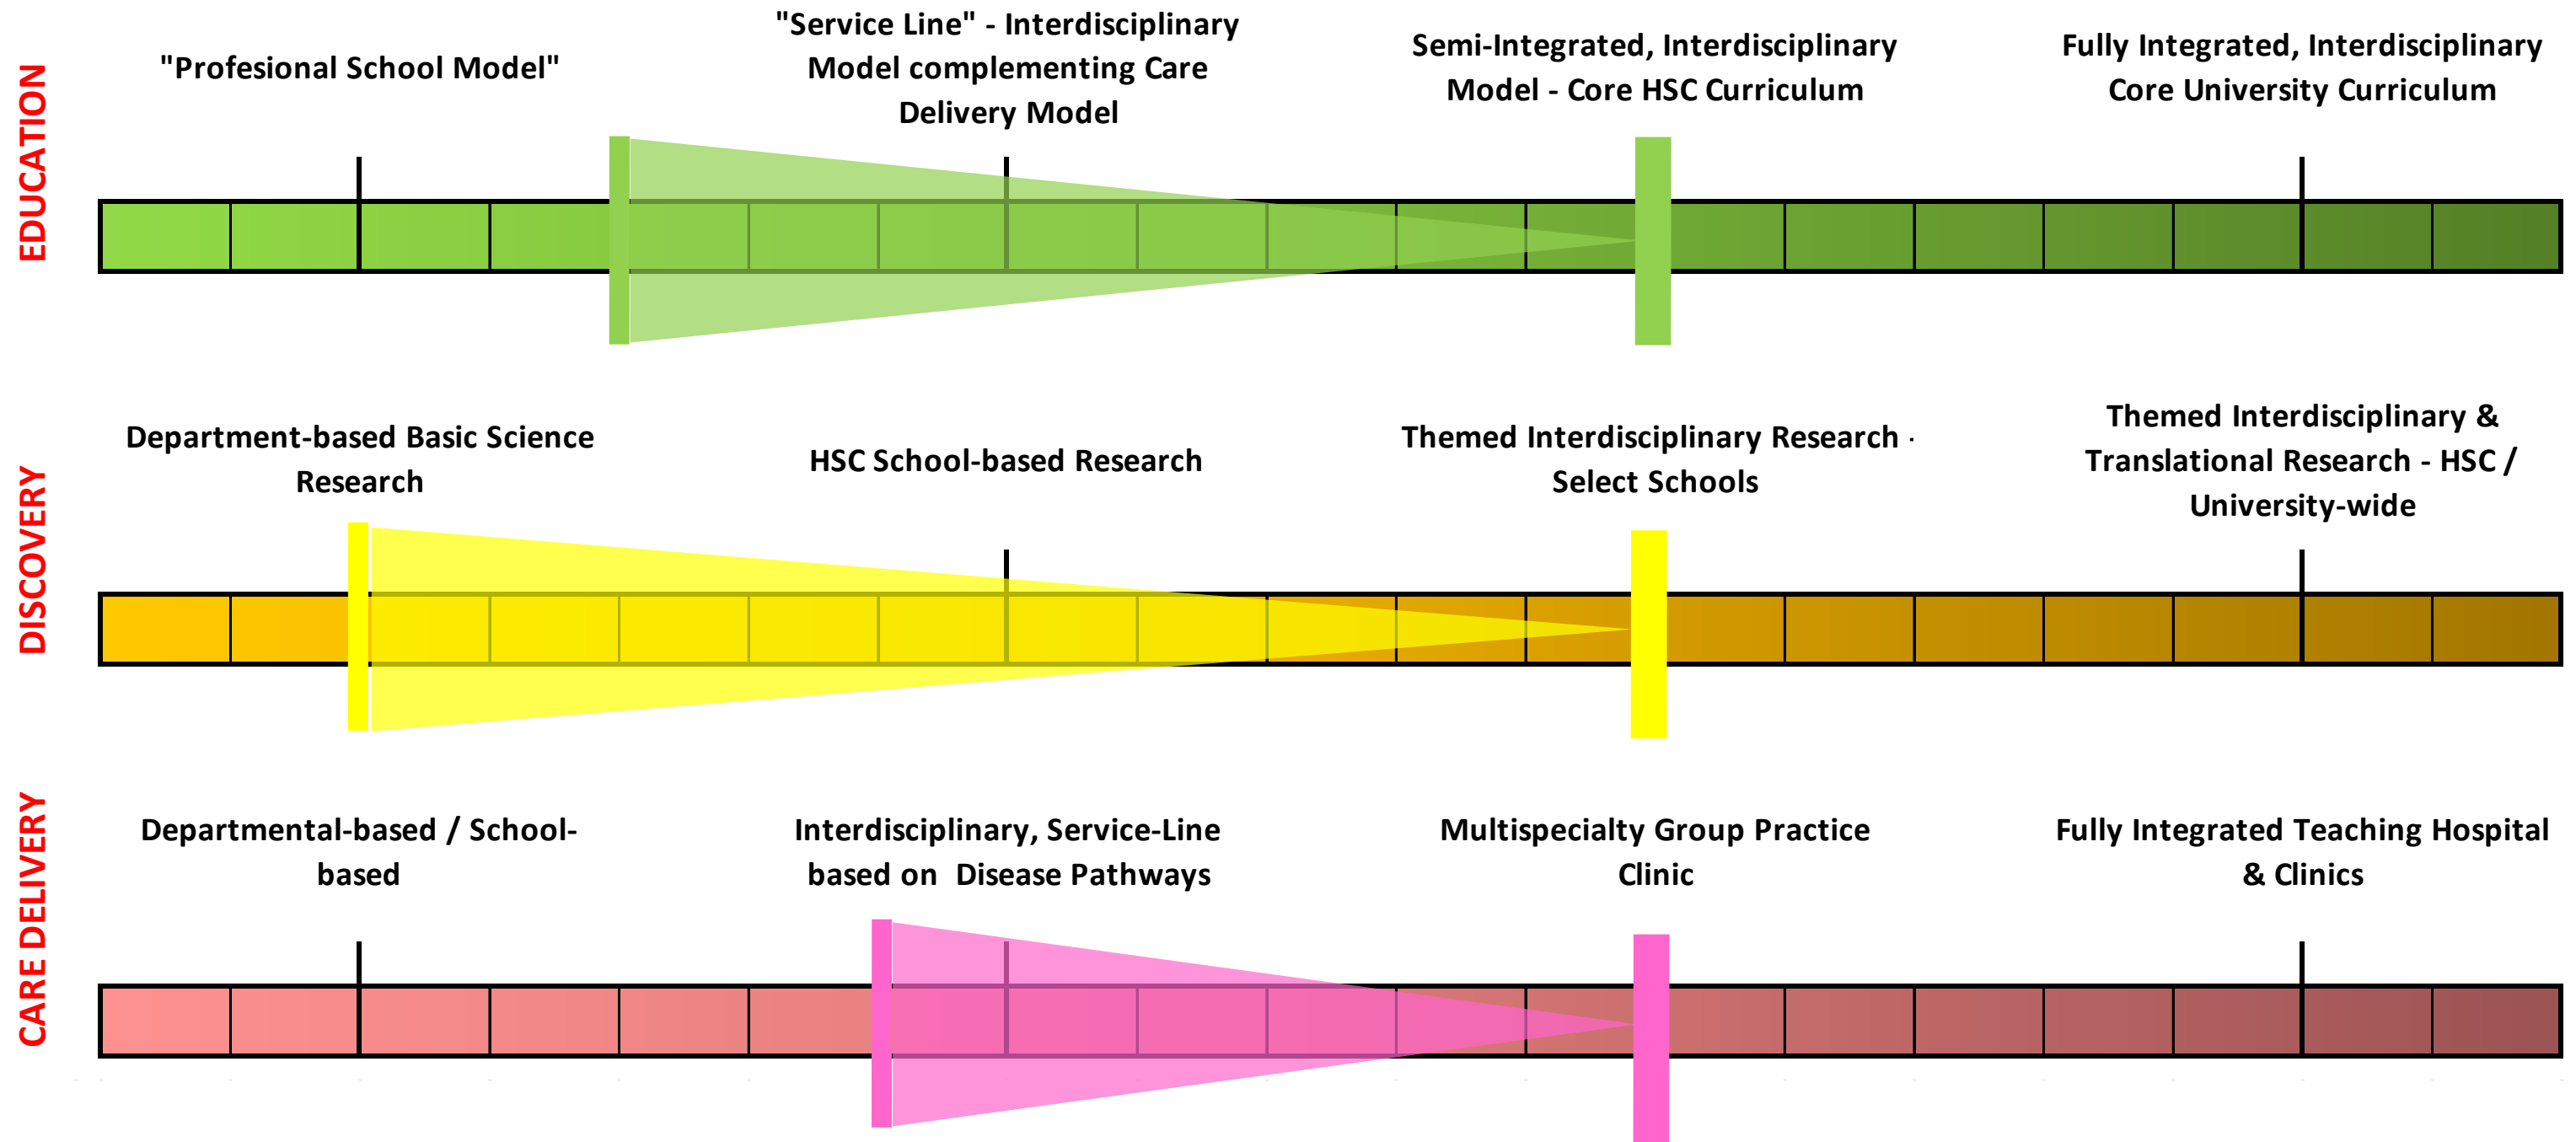 EDUCATION
"Profesional School Model"
"Service Line" - Interdisciplinary
Model complementing Care
Delivery Model
Semi-Integrated, Interdisciplinary
Model - Core HSC Curriculum
Fully Integrated, Interdisciplinary
Core University Curriculum
DISCOVERY
Department-based Basic Science
Research
HSC School-based Research
Themed Interdisciplinary Research -
Select Schools
Themed Interdisciplinary &
Translational Research - HSC /
University-wide
CARE DELIVERY
Departmental-based / School-
based
Interdisciplinary, Service-Line
based on  Disease Pathways
Multispecialty Group Practice
Clinic
Fully Integrated Teaching Hospital
& Clinics